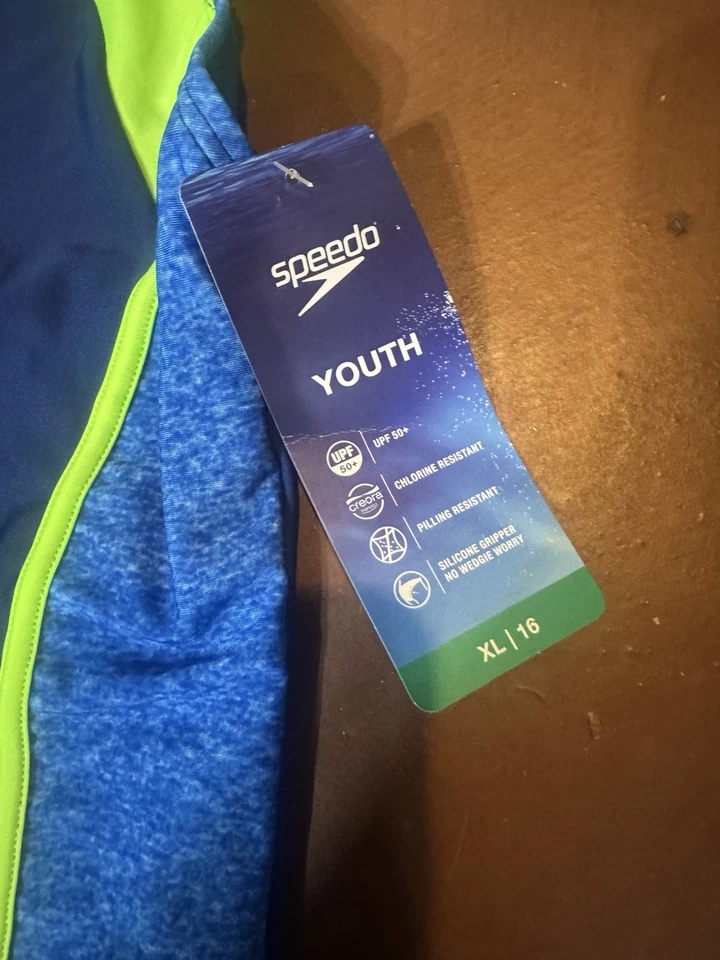 speedo
YOUTH
UPF
50+
UPF 50+
creora
CHLORINE RESISTANT
PILLING RESISTANT
SILICONE GRIPPER
NO WEDGIE WORRY
XL | 16